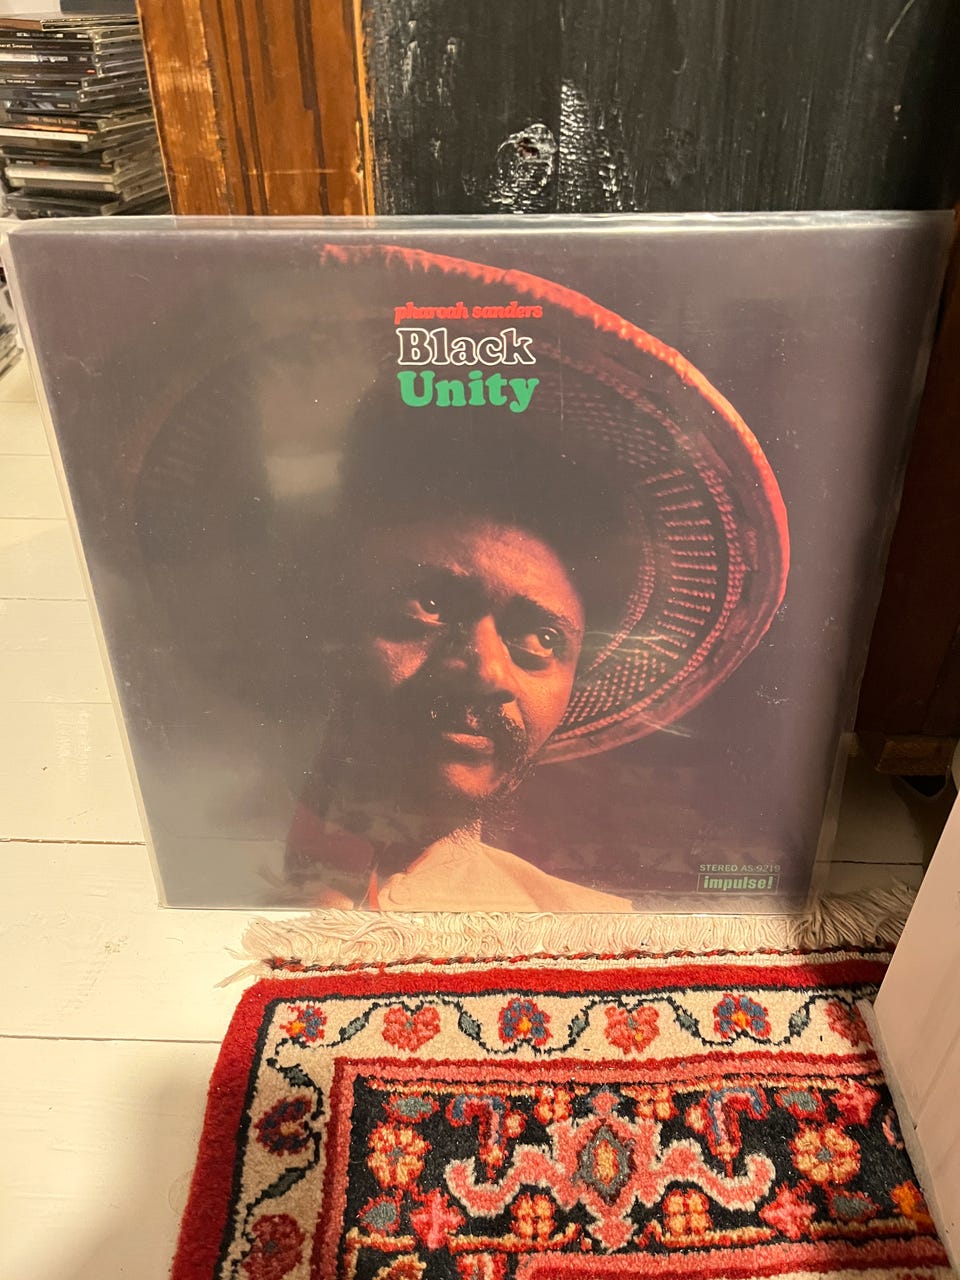 pharoah sanders
Black
Unity
STEREO AS-9219
impulse!